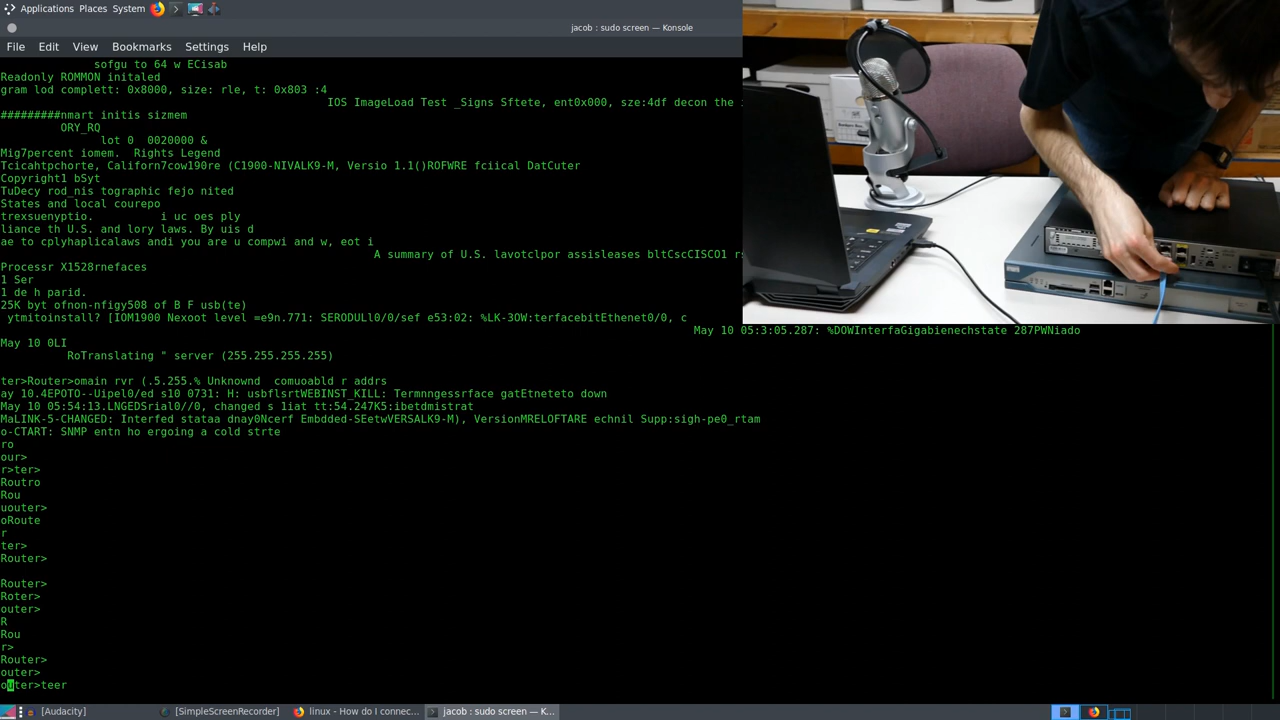 Applications Places System
jacob : sudo screen — Konsole
File Edit View Bookmarks Settings Help
sofgu to 64 w ECisab
Readonly ROMMON initaled
gram lod complett: 0x8000, size: rle, t: 0x803 :4
IOS ImageLoad Test _Signs Sftete, ent0x000, sze:4df decon the
#########nmart initis sizmem
ORY_RQ
lot 0  0020000 &
Mig7percent iomem.  Rights Legend
Tcicahtpchorte, Californ7cow190re (C1900-NIVALK9-M, Versio 1.1()ROFWRE fciical DatCuter
Copyright1 bSyt
TuDecy rod_nis tographic fejo nited
States and local courepo
trexsuenyptio.          i uc oes ply
liance th U.S. and lory laws. By uis d
ae to cplyhaplicalaws andi you are u compwi and w, eot i
A summary of U.S. lavotclpor assisleases bltCscCISCO1 rs
Processr X1528rnefaces
1 Ser
1 de h parid.
25K byt ofnon-nfigy508 of B F usb(te)
ytmitoinstall? [IOM1900 Nexoot level =e9n.771: SERODULl0/0/sef e53:02: %LK-3OW:terfacebitEthenet0/0, c
May 10 05:3:05.287: %DOWInterfaGigabienechstate 287PWNiado
May 10 0LI
RoTranslating " server (255.255.255.255)
ter>Router>omain rvr (.5.255.% Unknownd  comuoabld r addrs
ay 10.4EPOTO--Uipel0/ed s10 0731: H: usbflsrtWEBINST_KILL: Termnngessrface gatEtneteto down
May 10 05:54:13.LNGEDSrial0//0, changed s 1iat tt:54.247K5:ibetdmistrat
MaLINK-5-CHANGED: Interfed stataa dnay0Ncerf Embdded-SEetwVERSALK9-M), VersionMRELOFTARE echnil Supp:sigh-pe0_rtam
o-CTART: SNMP entn ho ergoing a cold strte
ro
our>
r>ter>
Routro
Rou
uouter>
oRoute
r
ter>
Router>
Router>
Roter>
outer>
R
Rou
r>
Router>
outer>
outer>teer
[Audacity]
[SimpleScreenRecorder]
linux - How do I connec...
jacob : sudo screen — K...